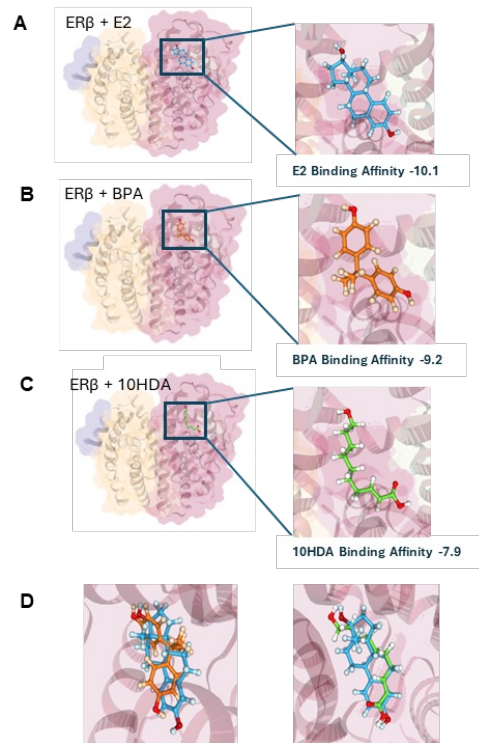 A
ERβ + E2
E2 Binding Affinity -10.1
B
ERβ + BPA
BPA Binding Affinity -9.2
C
ERβ + 10HDA
10HDA Binding Affinity -7.9
D